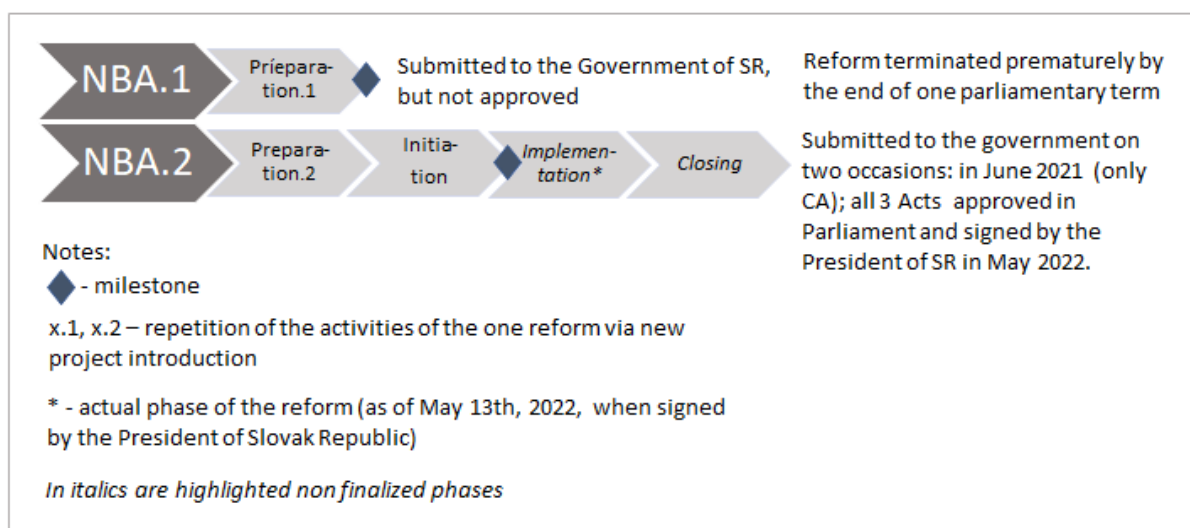 NBA.1
Príepara-
tion.1
Submitted to the Government of SR,
but not approved
Reform terminated prematurely by
the end of one parliamentary term
NBA.2
Prepara-
tion.2
Initia-
tion
Implemen-
tation*
Closing
Submitted to the government on
two occasions: in June 2021 (only
CA); all 3 Acts approved in
Parliament and signed by the
President of SR in May 2022.
Notes:
- milestone
x.1, x.2 – repetition of the activities of the one reform via new
project introduction
* - actual phase of the reform (as of May 13th, 2022, when signed
by the President of Slovak Republic)
In italics are highlighted non finalized phases